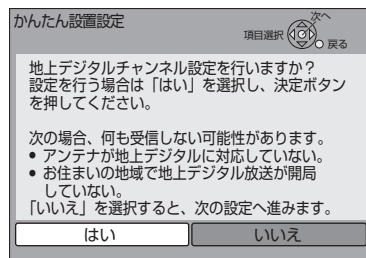 かんたん設置設定
次へ
項目選択
戻る
地上デジタルチャンネル設定を行いますか？
設定を行う場合は「はい」を選択し、決定ボタン
を押してください。
次の場合、何も受信しない可能性があります。
• アンテナが地上デジタルに対応していない。
• お住まいの地域で地上デジタル放送が開局
していない。
「いいえ」を選択すると、次の設定へ進みます。
はい
いいえ